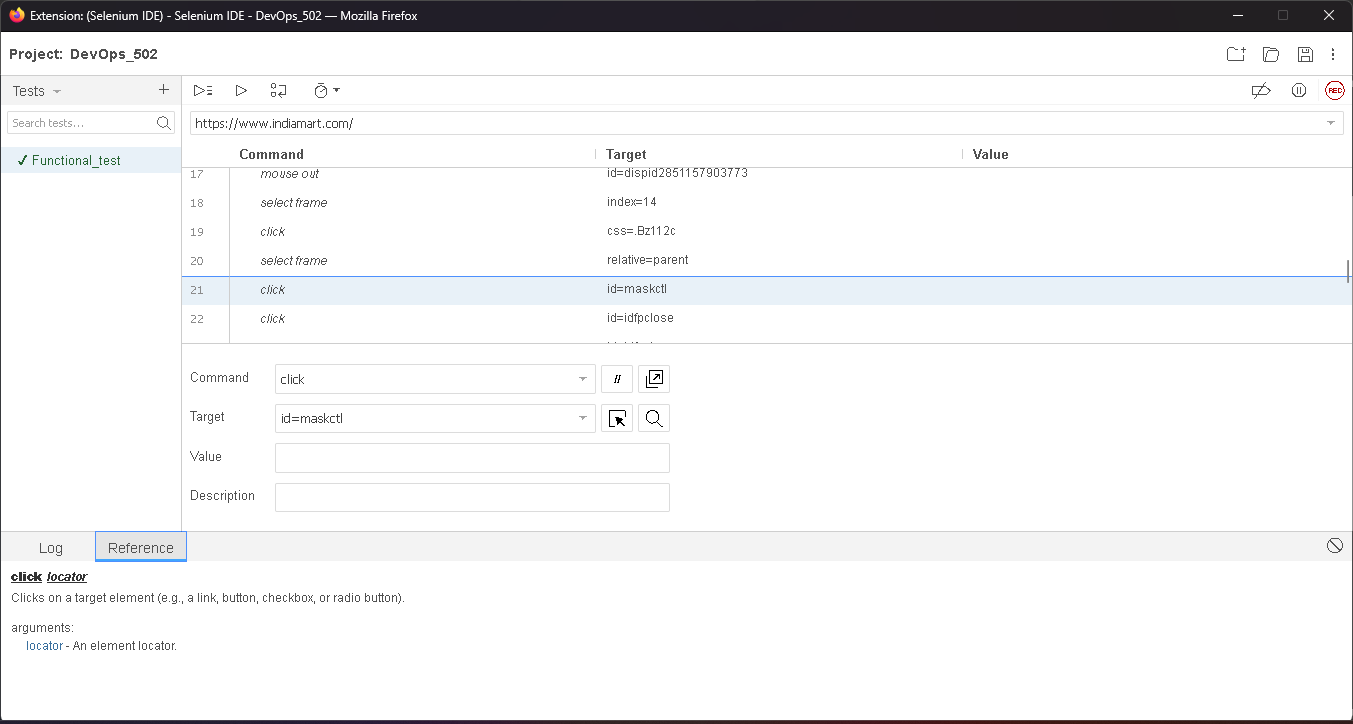 Extension: (Selenium IDE) - Selenium IDE - DevOps_502 — Mozilla Firefox
Project: DevOps_502
Tests
Search tests...
✓ Functional_test
REC
https://www.indiamart.com/
Command Target Value
17 mouse out id=dispid2851157903773
18 select frame index=14
19 click css=.Bz112c
20 select frame relative=parent
21 click id=maskctl
22 click id=idfpclose
Command click //
Target id=maskctl
Value
Description
Log Reference
click locator
Clicks on a target element (e.g., a link, button, checkbox, or radio button).
arguments:
locator - An element locator.